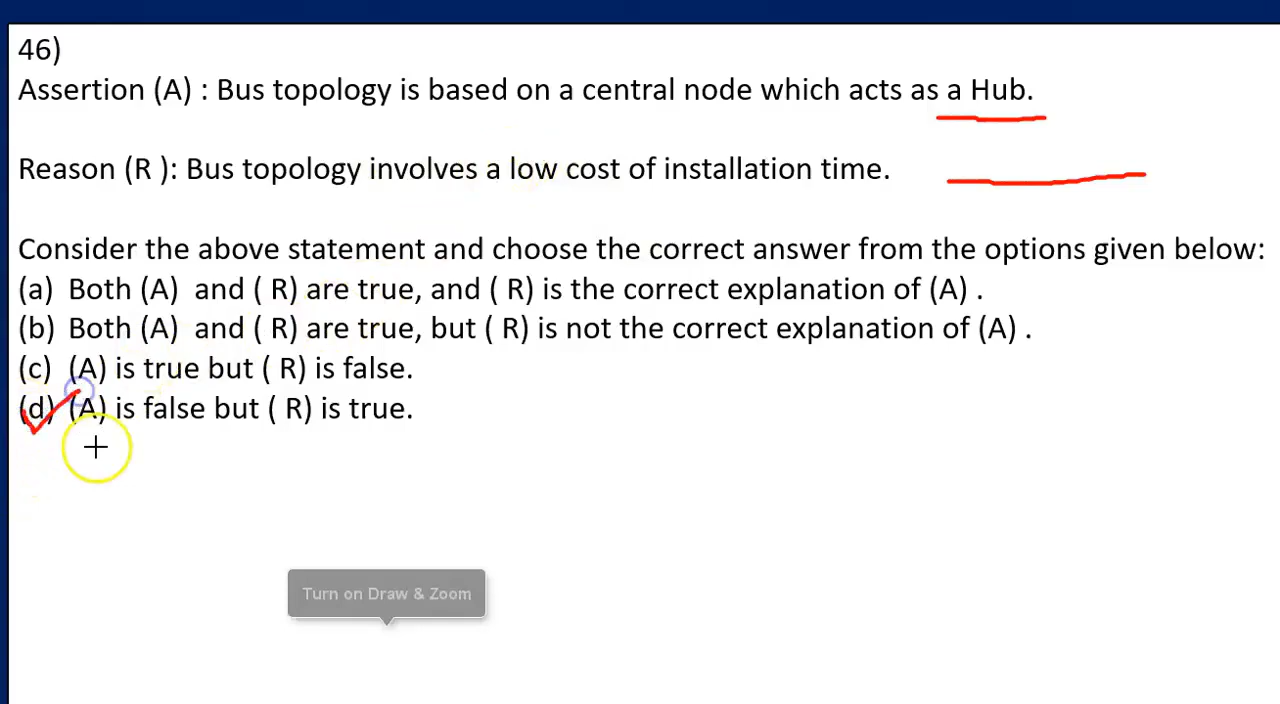 46)
Assertion (A) : Bus topology is based on a central node which acts as a Hub.
Reason (R ): Bus topology involves a low cost of installation time.
Consider the above statement and choose the correct answer from the options given below:
(a) Both (A) and ( R) are true, and ( R) is the correct explanation of (A) .
(b) Both (A) and ( R) are true, but ( R) is not the correct explanation of (A) .
(c) (A) is true but ( R) is false.
(d) (A) is false but ( R) is true.
Turn on Draw & Zoom